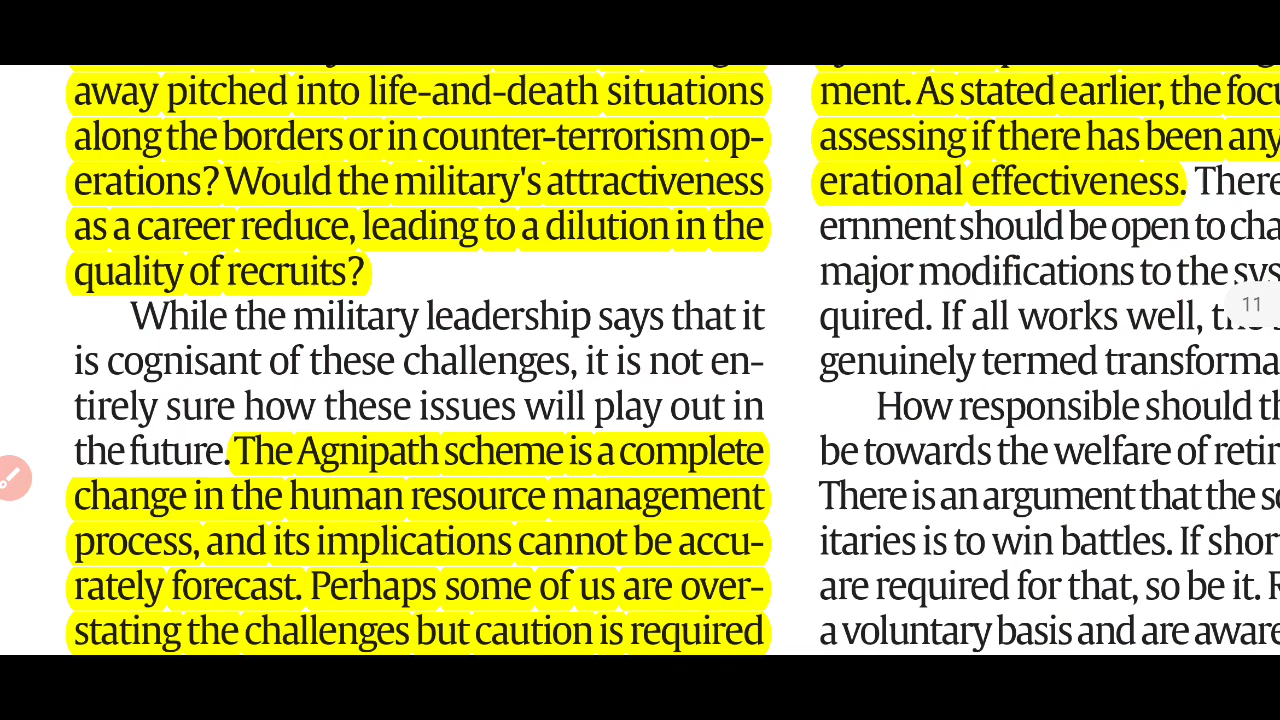 away pitched into life-and-death situations
along the borders or in counter-terrorism op-
erations? Would the military's attractiveness
as a career reduce, leading to a dilution in the
quality of recruits?
While the military leadership says that it
is cognisant of these challenges, it is not en-
tirely sure how these issues will play out in
the future. The Agnipath scheme is a complete
change in the human resource management
process, and its implications cannot be accu-
rately forecast. Perhaps some of us are over-
stating the challenges but caution is required
ment. As stated earlier, the
assessing if there has been any
erational effectiveness. There
ernment should be open to
major modifications to the
quired. If all works well,
genuinely termed
How responsible should
be towards the welfare of
There is an argument that the
itaries is to win battles. If
are required for that, so be it.
a voluntary basis and are
11